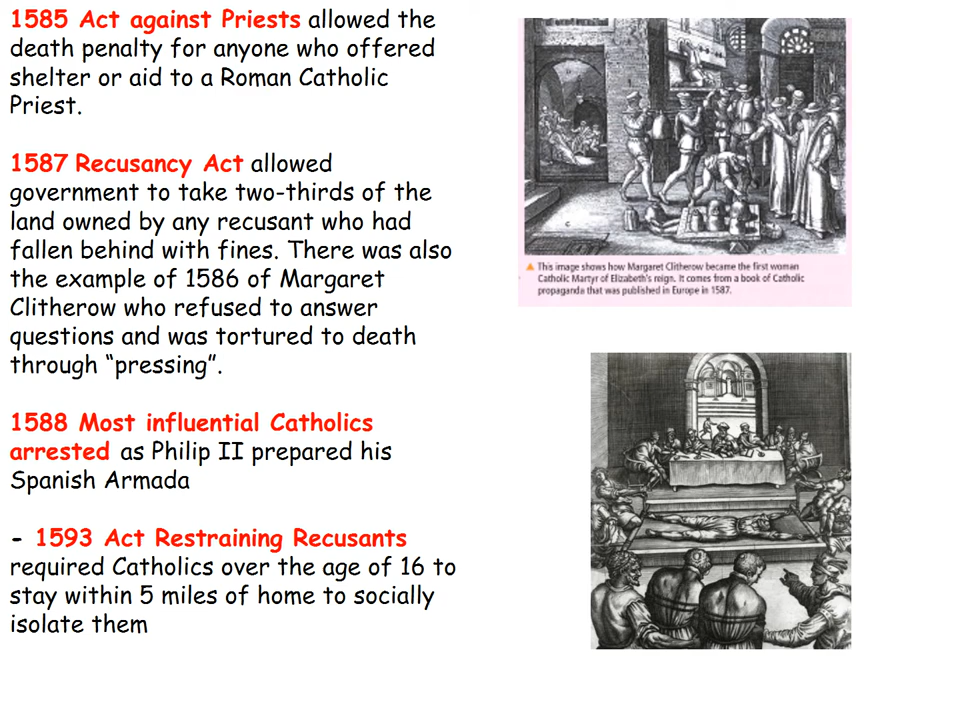 1585 Act against Priests allowed the
death penalty for anyone who offered
shelter or aid to a Roman Catholic
Priest.
1587 Recusancy Act allowed
government to take two-thirds of the
land owned by any recusant who had
fallen behind with fines. There was also
the example of 1586 of Margaret
Clitherow who refused to answer
questions and was tortured to death
through “pressing”.
1588 Most influential Catholics
arrested as Philip II prepared his
Spanish Armada
- 1593 Act Restraining Recusants
required Catholics over the age of 16 to
stay within 5 miles of home to socially
isolate them
This image shows how Margaret Clitherow became the first woman
Catholic Martyr of Elizabeth's reign. It comes from a book of Catholic
propaganda that was published in Europe in 1587.